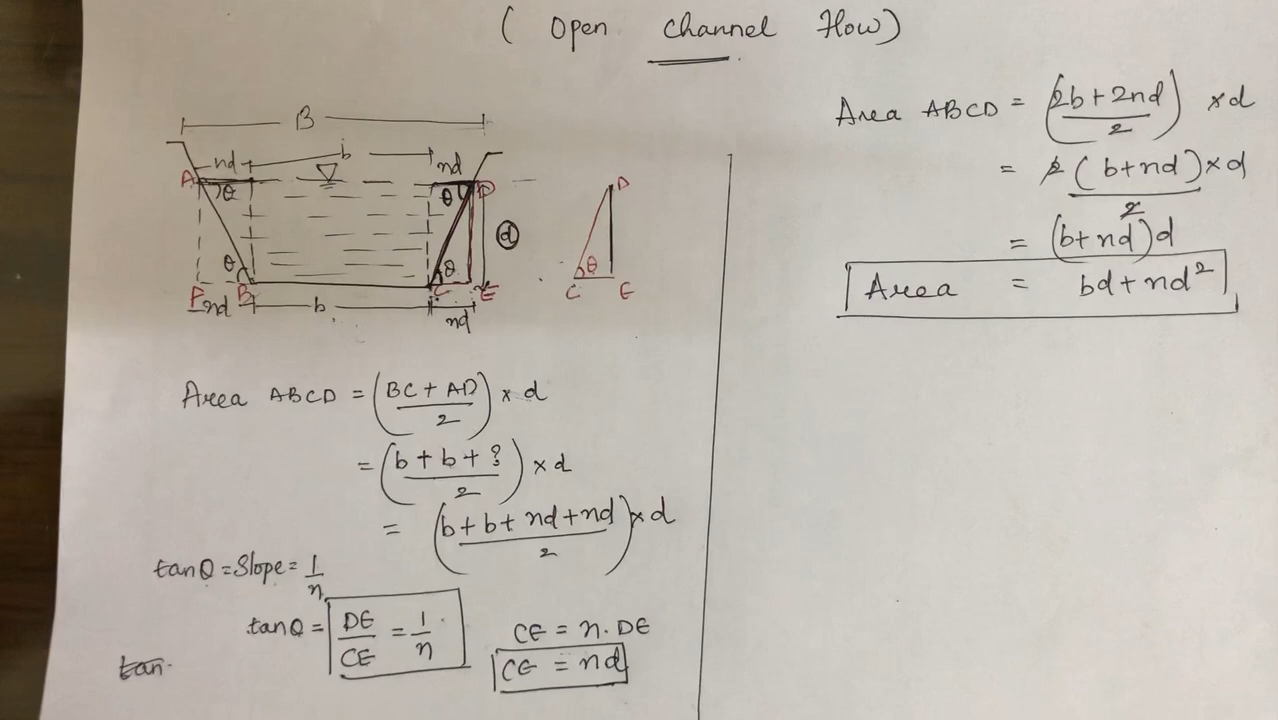 ( Open Channel Flow)
B
nd b nd
A θ θ D
d
θ θ
P B C E
nd b nd
D
θ
C E
Area ABCD = (BC + AD / 2) × d
= (b + b + ? / 2) × d
= (b + b + nd + nd / 2) × d
tanθ = Slope = 1/n
tanθ = DE/CE = 1/n
CE = n. DE
CE = nd
tan
Area ABCD = (2b + 2nd / 2) × d
= 2 (b + nd) / 2 × d
= (b + nd) d
Area = bd + nd²